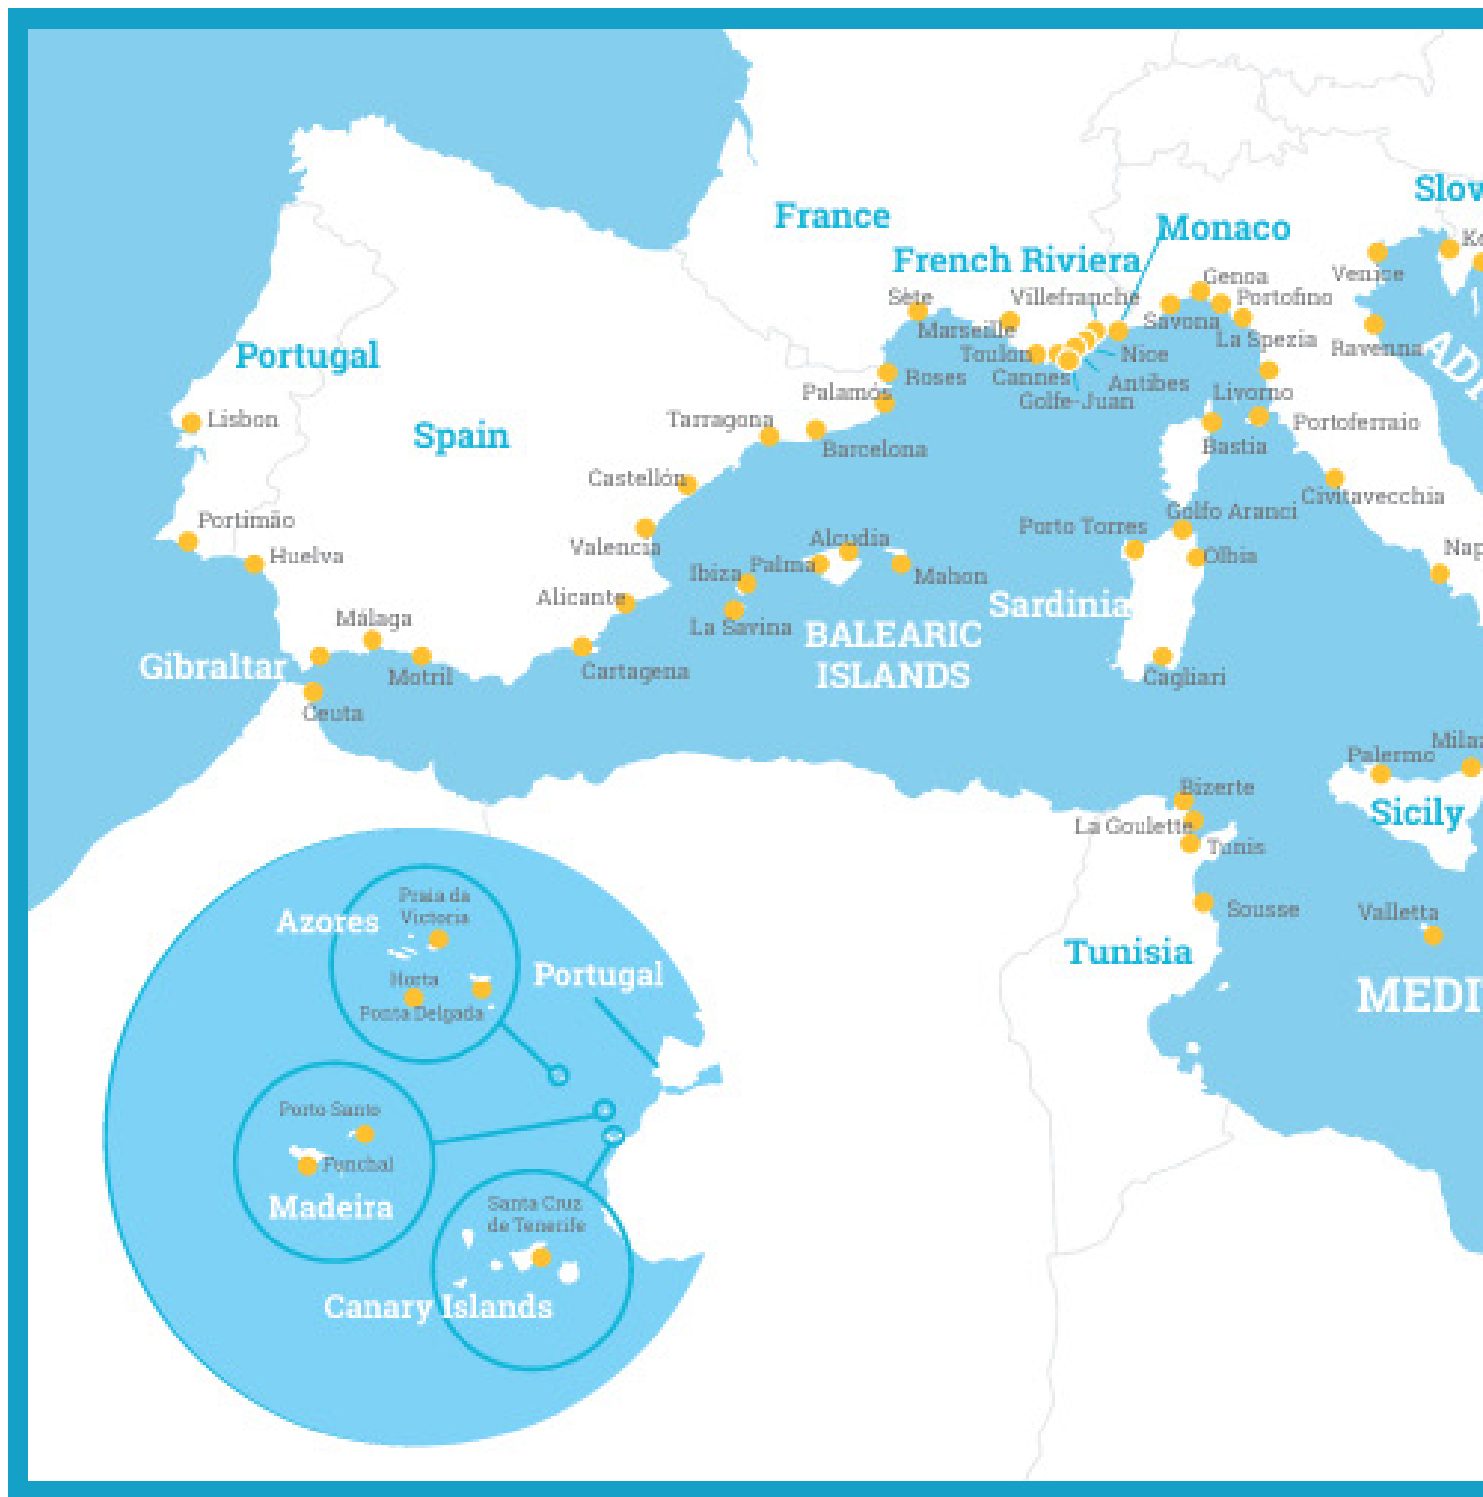 Slov
France
Monaco
French Riviera
Venise
Genoa
Sète
Villefranche
Portofino
Marseille
Savona
La Spezia
Ravenna
Portugal
Toulon
Nice
Roses
Cannes
Antibes
Palamós
Golfe-Juan
Livorno
Lisbon
Tarragona
Portoferraio
Spain
Barcelona
Bastia
Castellón
Civitavecchia
Portimão
Golfo Aranci
Porto Torres
Huelva
Valencia
Alcudia
Olbia
Nap
Ibiza
Palma
Mahon
Alicante
Sardinia
Málaga
La Savina
BALEARIC
ISLANDS
Gibraltar
Motril
Cartagena
Cagliari
Ceuta
Palermo
Milaz
Bizerte
Sicily
La Goulette
Tunis
Sousse
Valletta
Tunisia
MEDI
Praia da
Victoria
Azores
Horta
Portugal
Ponta Delgada
Porto Santo
Funchal
Madeira
Santa Cruz
de Tenerife
Canary Islands